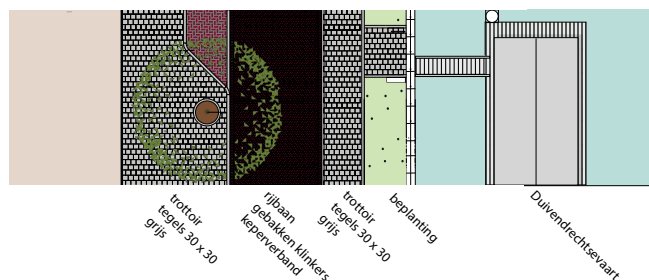 trottoir
tegels 30 x 30
grijs
rijbaan
gebakken klinkers
keperverband
trottoir
tegels 30 x 30
grijs
beplanting
Duivendrechtsevaart